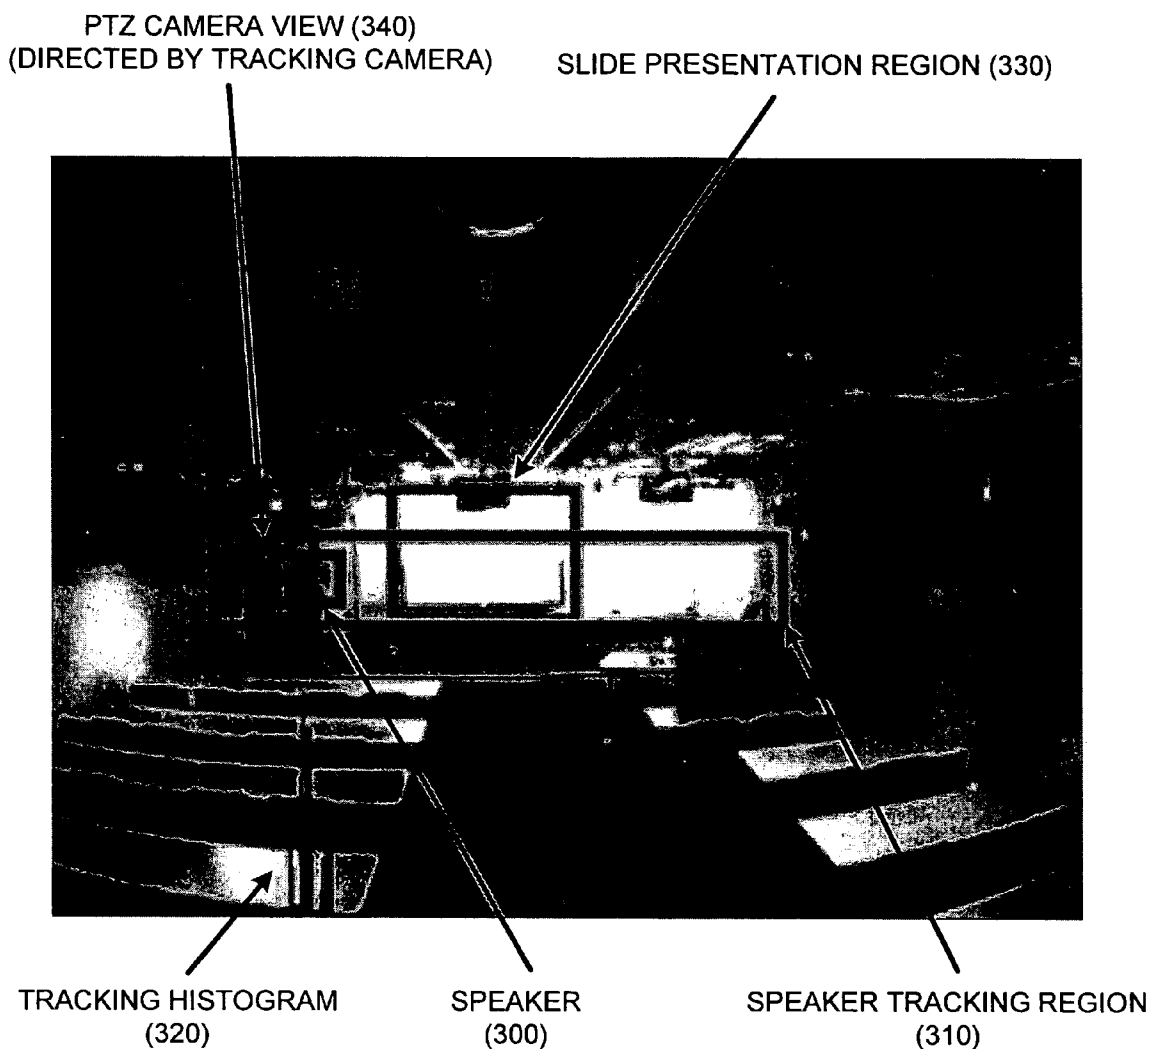 PTZ CAMERA VIEW (340)
(DIRECTED BY TRACKING CAMERA)
SLIDE PRESENTATION REGION (330)
TRACKING HISTOGRAM
(320)
SPEAKER
(300)
SPEAKER TRACKING REGION
(310)